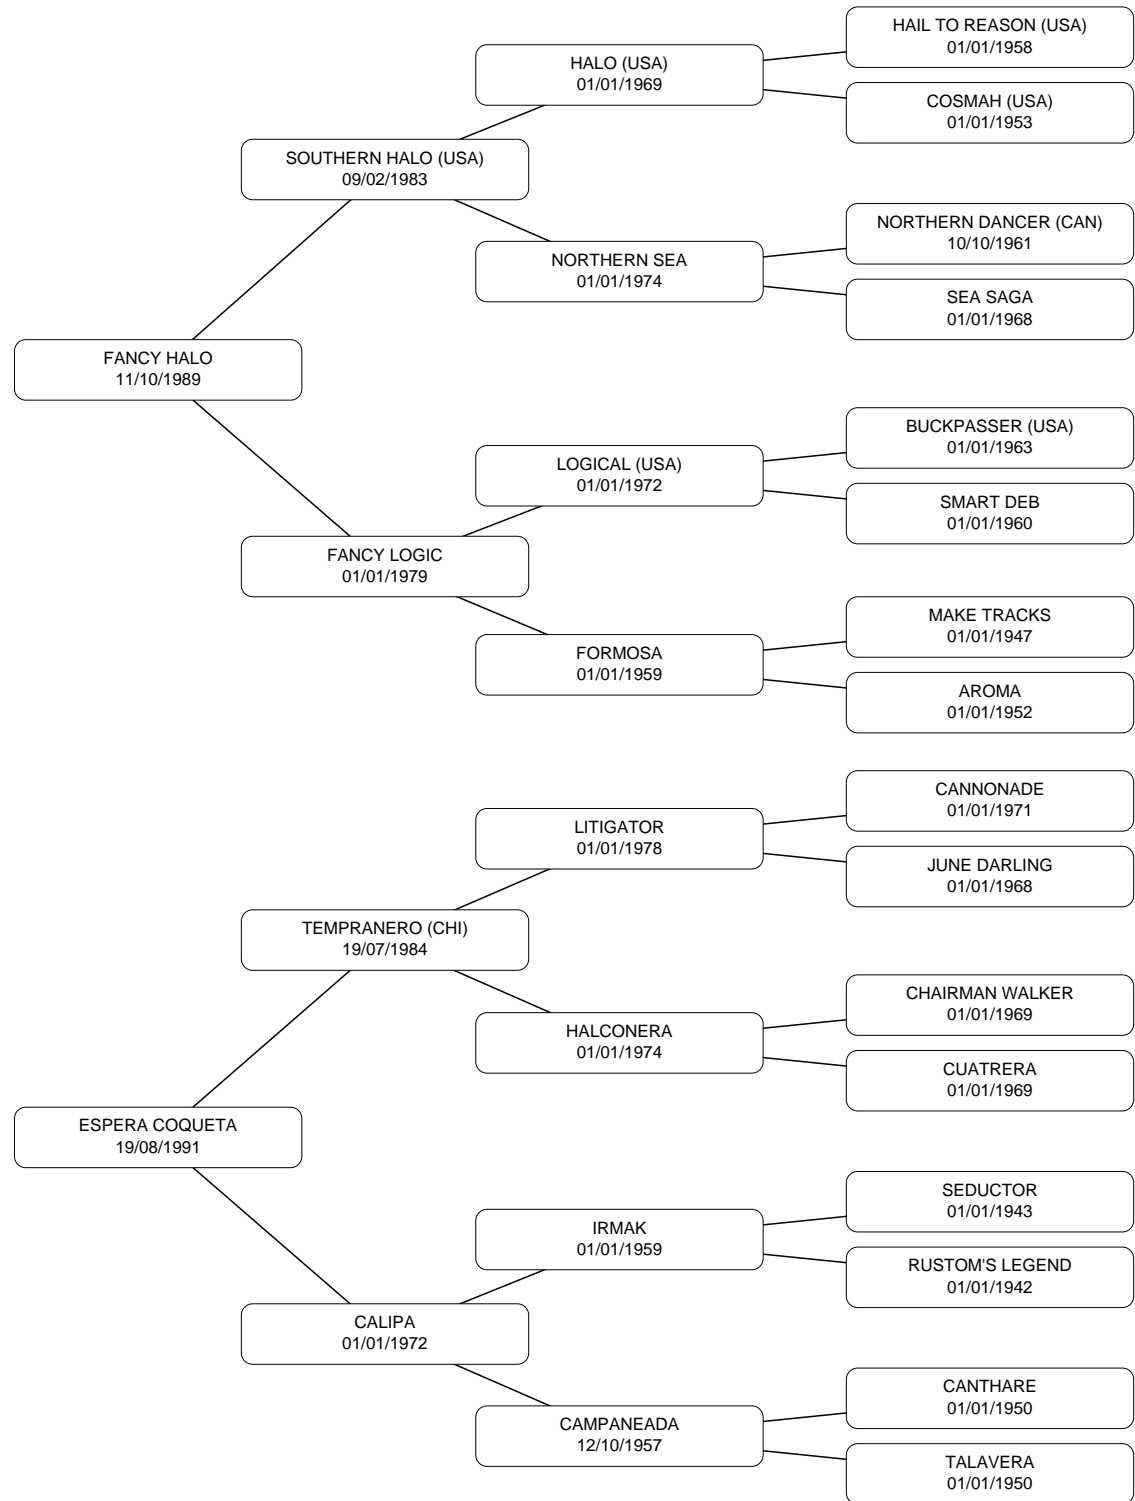 HAIL TO REASON (USA)
01/01/1958
HALO (USA)
01/01/1969
COSMAH (USA)
01/01/1953
SOUTHERN HALO (USA)
09/02/1983
NORTHERN DANCER (CAN)
10/10/1961
NORTHERN SEA
01/01/1974
SEA SAGA
01/01/1968
FANCY HALO
11/10/1989
BUCKPASSER (USA)
01/01/1963
LOGICAL (USA)
01/01/1972
SMART DEB
01/01/1960
FANCY LOGIC
01/01/1979
MAKE TRACKS
01/01/1947
FORMOSA
01/01/1959
AROMA
01/01/1952
CANNONADE
01/01/1971
LITIGATOR
01/01/1978
JUNE DARLING
01/01/1968
TEMPRANERO (CHI)
19/07/1984
CHAIRMAN WALKER
01/01/1969
HALCONERA
01/01/1974
CUATRERA
01/01/1969
ESPERA COQUETA
19/08/1991
SEDUCTOR
01/01/1943
IRMAK
01/01/1959
RUSTOM'S LEGEND
01/01/1942
CALIPA
01/01/1972
CANTHARE
01/01/1950
CAMPANEADA
12/10/1957
TALAVERA
01/01/1950